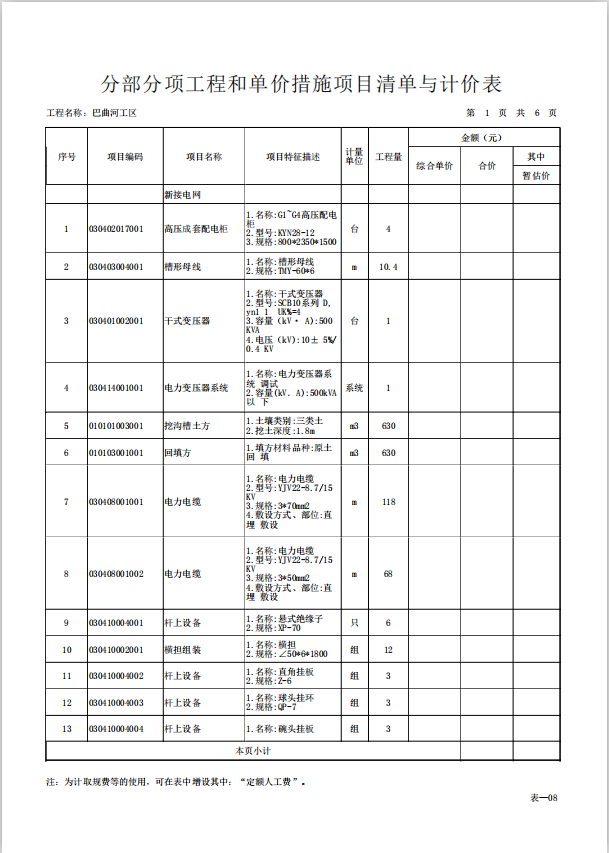 分部分项工程和单价措施项目清单与计价表
工程名称：巴曲河工区 第 1 页 共 6 页
序号 项目编码 项目名称 项目特征描述 计量单位 工程量 金额（元）
综合单价 合价 其中
暂估价
新接电网
1 030402017001 高压成套配电柜 1.名称:G1~G4高压配电
柜
2.型号:KYN28-12
3.规格:800*2350*1500 台 4
2 030403004001 槽形母线 1.名称:槽形母线
2.规格:TMY-60*6 m 10.4
3 030401002001 干式变压器 1.名称:干式变压器
2.型号:SCB10系列 D,
yn1 1 UK%=4
3.容量(kV· A):500
KVA
4.电压(kV):10± 5%/
0.4 KV 台 1
4 030414001001 电力变压器系统 1.名称:电力变压器系
统 调试
2.容量(kV. A):500kVA
以 下 系统 1
5 010101003001 挖沟槽土方 1.土壤类别:三类土
2.挖土深度:1.8m m3 630
6 010103001001 回填方 1.填方材料品种:原土
回 填 m3 630
7 030408001001 电力电缆 1.名称:电力电缆
2.型号:YJV22-8.7/15
KV
3.规格:3*70mm2
4.敷设方式、部位:直
埋 敷设 m 118
8 030408001002 电力电缆 1.名称:电力电缆
2.型号:YJV22-8.7/15
KV
3.规格:3*50mm2
4.敷设方式、部位:直
埋 敷设 m 68
9 030410004001 杆上设备 1.名称:悬式绝缘子
2.规格:XP-70 只 6
10 030410002001 横担组装 1.名称:横担
2.规格:∠50*6*1800 组 12
11 030410004002 杆上设备 1.名称:直角挂板
2.规格:Z-6 组 3
12 030410004003 杆上设备 1.名称:球头挂环
2.规格:QP-7 组 3
13 030410004004 杆上设备 1.名称:碗头挂板 组 3
本页小计
注：为计取规费等的使用，可在表中增设其中：“定额人工费”。
表—08